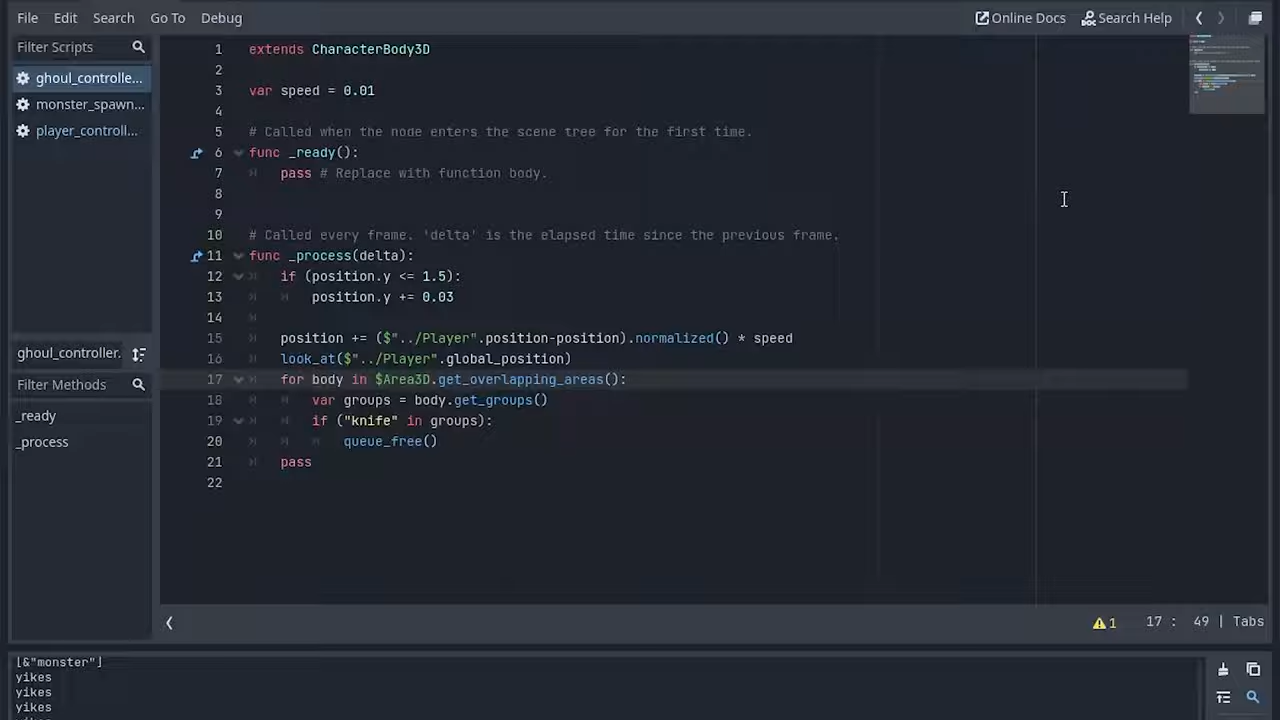 File Edit Search Go To Debug Online Docs Search Help
Filter Scripts
ghoul_controlle...
monster_spawn...
player_controll...
ghoul_controller.
Filter Methods
_ready
_process
1 extends CharacterBody3D
2
3 var speed = 0.01
4
5 # Called when the node enters the scene tree for the first time.
6 func _ready():
7 pass # Replace with function body.
8
9
10 # Called every frame. 'delta' is the elapsed time since the previous frame.
11 func _process(delta):
12 if (position.y <= 1.5):
13 position.y += 0.03
14
15 position += ($"../Player".position-position).normalized() * speed
16 look_at($"../Player".global_position)
17 for body in $Area3D.get_overlapping_areas():
18 var groups = body.get_groups()
19 if ("knife" in groups):
20 queue_free()
21 pass
22
1 17 : 49 | Tabs
[&"monster"]
yikes
yikes
yikes